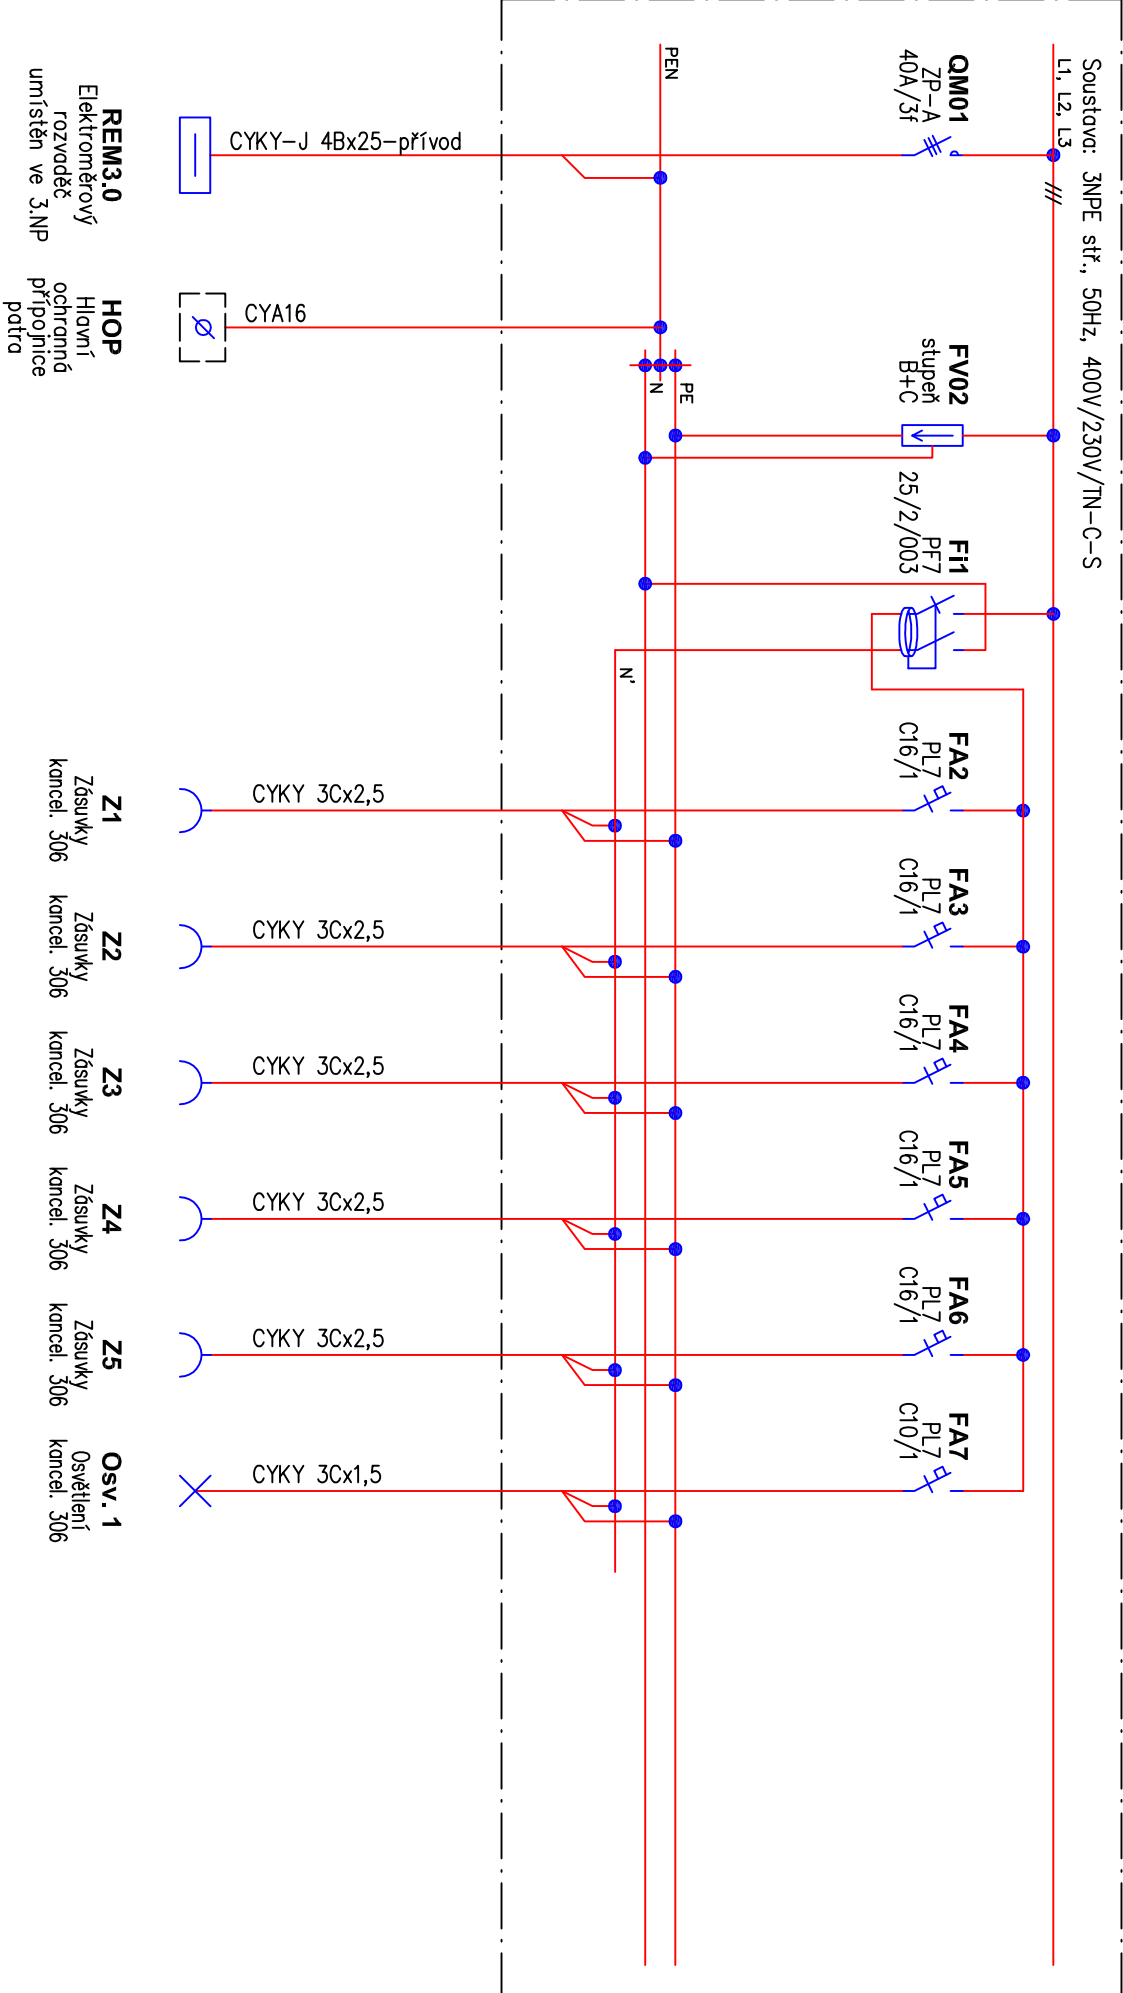 Soustava: 3NPE stř., 50Hz, 400V/230V/TN-C-S
L1, L2, L3
QM01
ZP-A
40A/3f
FV02
stupeň
B+C
Fi1
PF7
25/2/003
FA2
PL7
C16/1
FA3
PL7
C16/1
FA4
PL7
C16/1
FA5
PL7
C16/1
FA6
PL7
C16/1
FA7
PL7
C10/1
PEN
PE
N
N'
CYKY-J 4Bx25-přívod
CYA16
CYKY 3Cx2,5
CYKY 3Cx2,5
CYKY 3Cx2,5
CYKY 3Cx2,5
CYKY 3Cx2,5
CYKY 3Cx1,5
REM3.0
Elektroměrový
rozvaděč
umístěn ve 3.NP
HOP
Hlavní
ochranná
přípojnice
patra
Z1
Zásuvky
kancel. 306
Z2
Zásuvky
kancel. 306
Z3
Zásuvky
kancel. 306
Z4
Zásuvky
kancel. 306
Z5
Zásuvky
kancel. 306
Osv. 1
Osvětlení
kancel. 306